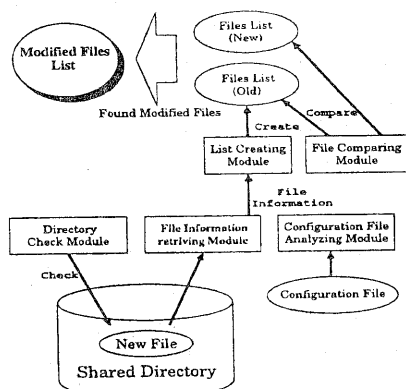 Files List
(New)
Modified Files
List
Files List
(Old)
Found Modified Files
Compare
Create
List Creating
Module
File Comparing
Module
File
Information
Directory
Check Module
File Information
retriving Module
Configuration File
Analyzing Module
Check
Configuration File
New File
Shared Directory